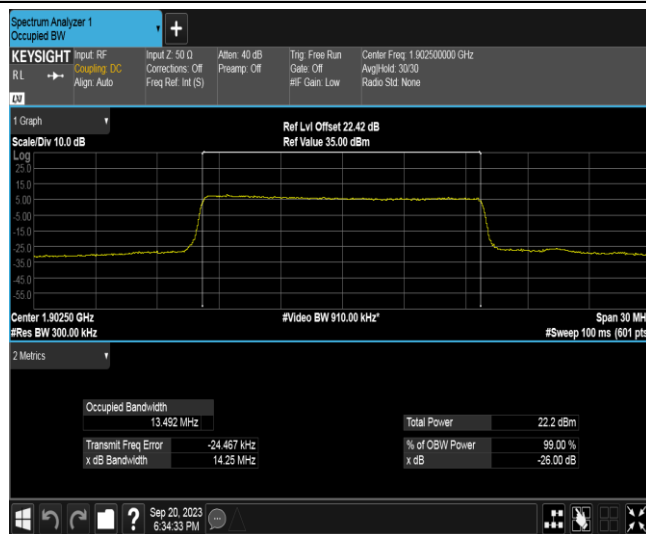 Spectrum Analyzer 1
Occupied BW
+
KEYSIGHT
RL
LXI
Input: RF
Coupling: DC
Align: Auto
Input Z: 50 Ω
Corrections: Off
Freq Ref: Int (S)
Atten: 40 dB
Preamp: Off
Trig: Free Run
Gate: Off
#IF Gain: Low
Center Freq: 1.902500000 GHz
Avg|Hold: 30/30
Radio Std: None
1 Graph
Scale/Div 10.0 dB
Ref Lvl Offset 22.42 dB
Ref Value 35.00 dBm
Log
25.0
15.0
5.00
-5.00
-15.0
-25.0
-35.0
-45.0
-55.0
Center 1.90250 GHz
#Res BW 300.00 kHz
#Video BW 910.00 kHz*
Span 30 MH
#Sweep 100 ms (601 pts
2 Metrics
Occupied Bandwidth
13.492 MHz
Transmit Freq Error -24.467 kHz
x dB Bandwidth 14.25 MHz
Total Power 22.2 dBm
% of OBW Power 99.00 %
x dB -26.00 dB
?
Sep 20, 2023
6:34:33 PM